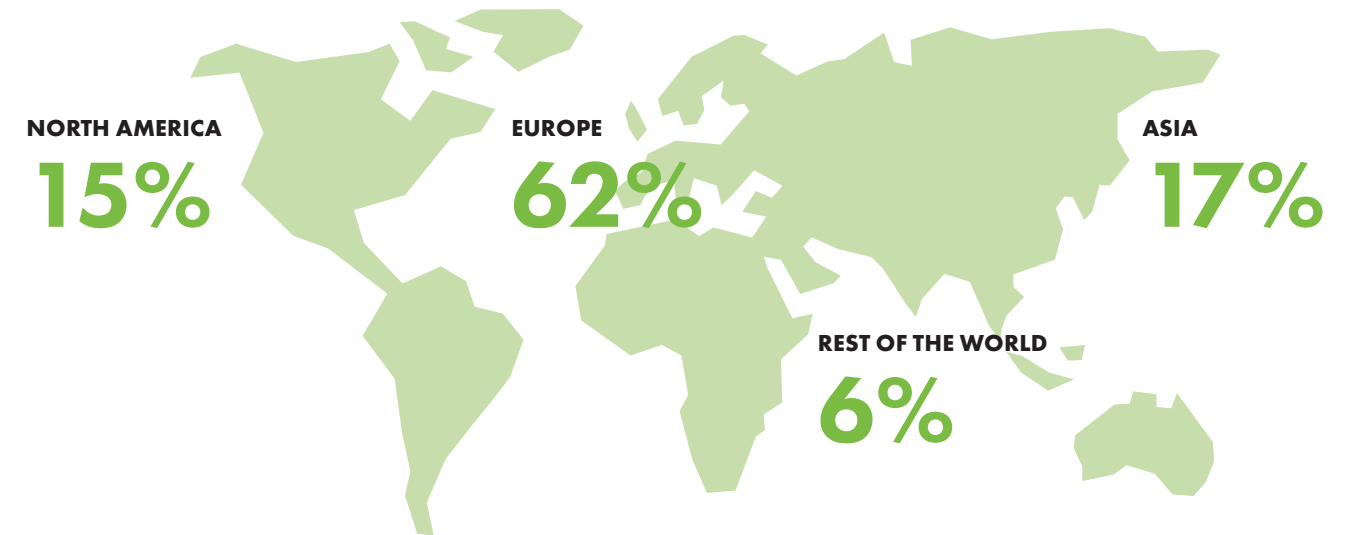 NORTH AMERICA
15%
EUROPE
62%
ASIA
17%
REST OF THE WORLD
6%